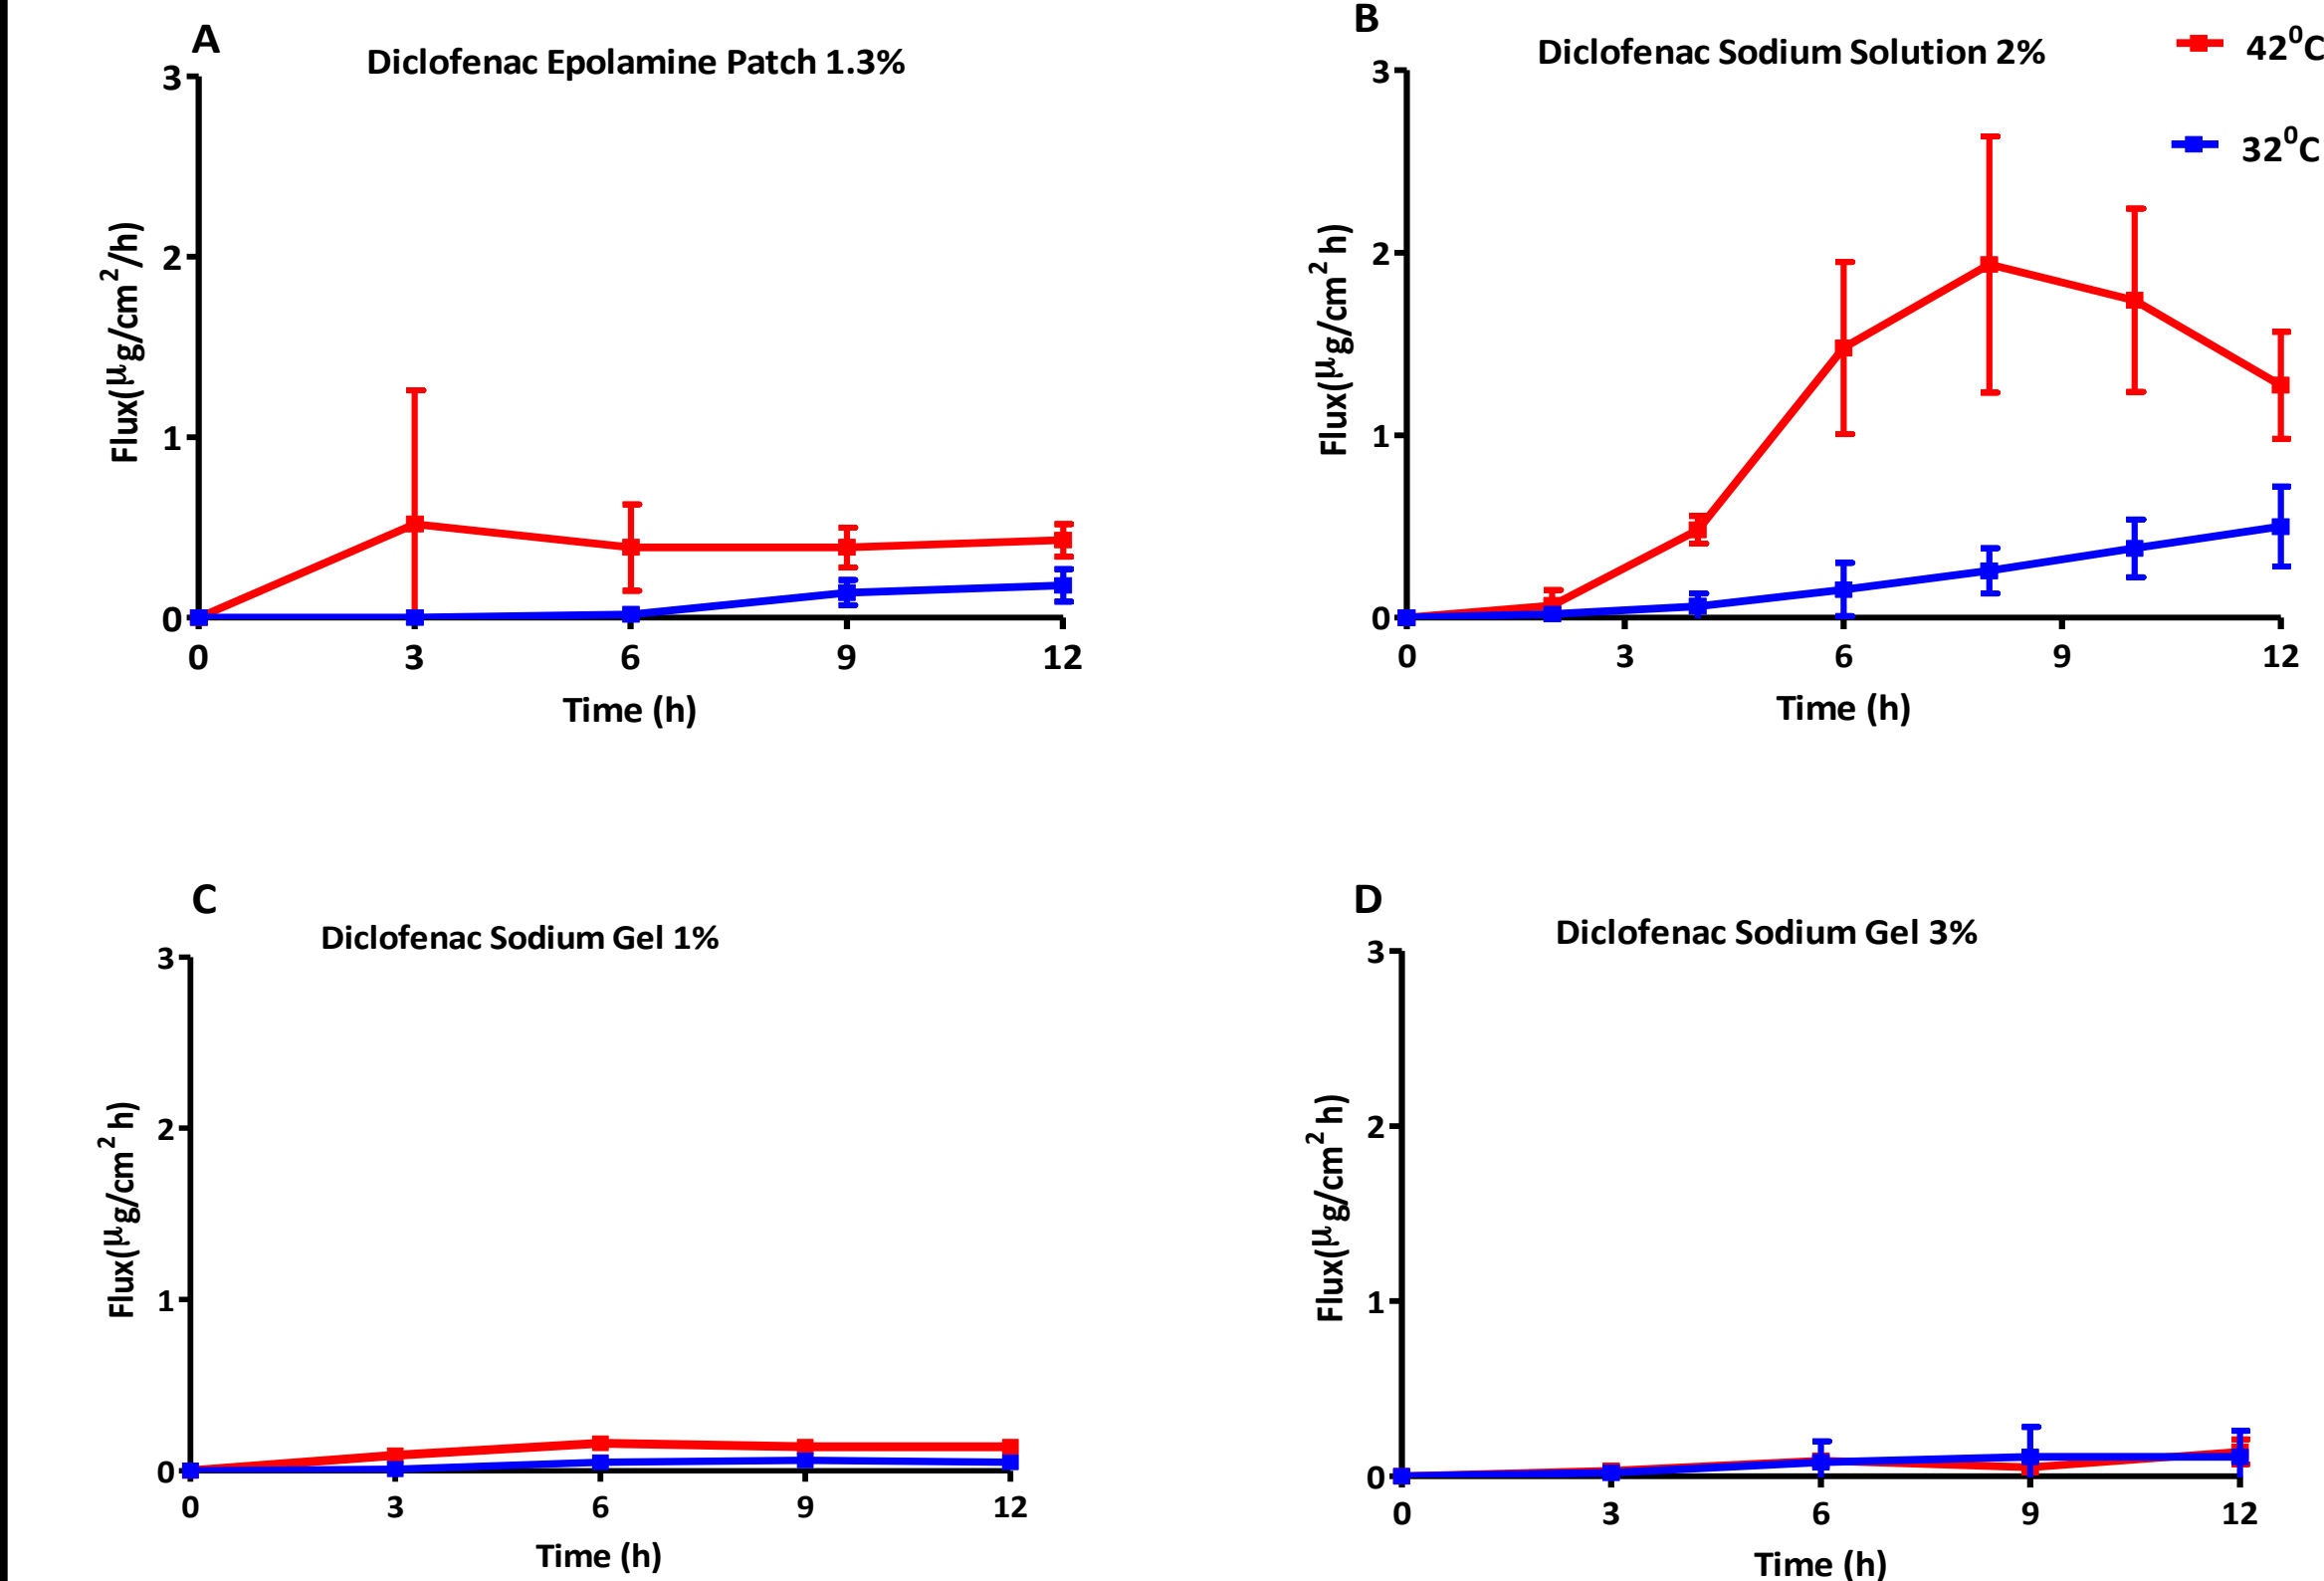 A
Diclofenac Epolamine Patch 1.3%
3
2
1
0
Flux(μg/cm²/h)
0 3 6 9 12
Time (h)
B
Diclofenac Sodium Solution 2%
42⁰C
32⁰C
3
2
1
0
Flux(μg/cm² h)
0 3 6 9 12
Time (h)
C
Diclofenac Sodium Gel 1%
3
2
1
0
Flux(μg/cm² h)
0 3 6 9 12
Time (h)
D
Diclofenac Sodium Gel 3%
3
2
1
0
Flux(μg/cm² h)
0 3 6 9 12
Time (h)